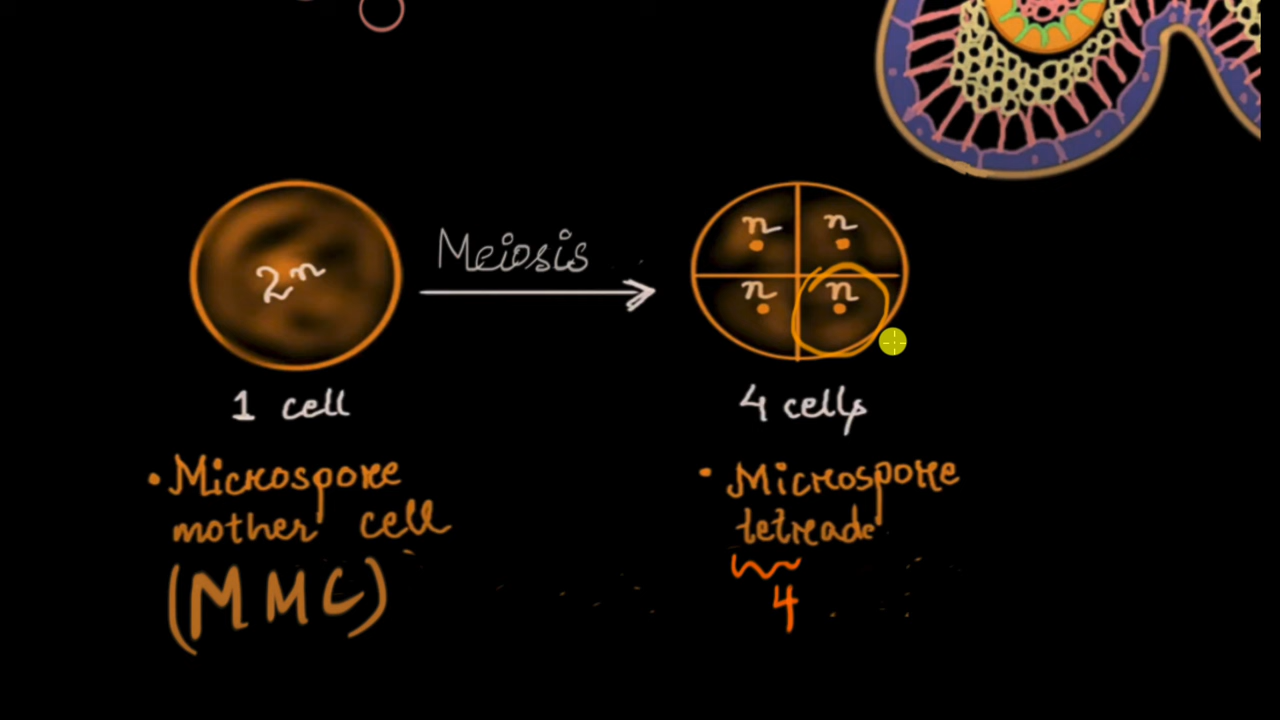 2n
Meiosis
n n
n n
1 cell
4 cells
• Microspore
mother cell
(MMC)
• Microspore
tetrade
4